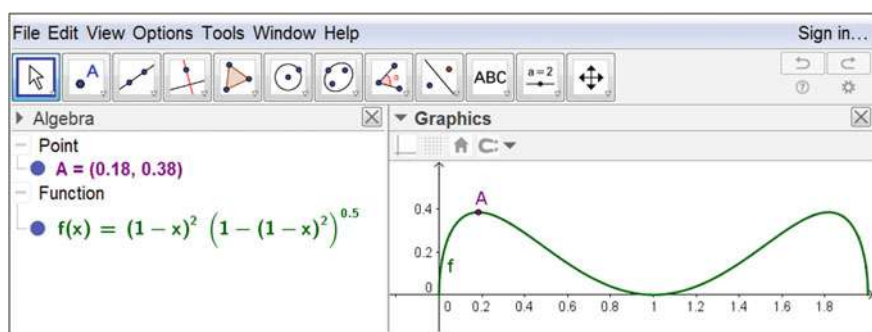 File Edit View Options Tools Window Help Sign in...
A ABC a=2
Algebra
Point
A = (0.18, 0.38)
Function
f(x) = (1 − x)² (1 − (1 − x)²)^0.5
Graphics
A
0.4
0.2
f
0
0 0.2 0.4 0.6 0.8 1 1.2 1.4 1.6 1.8